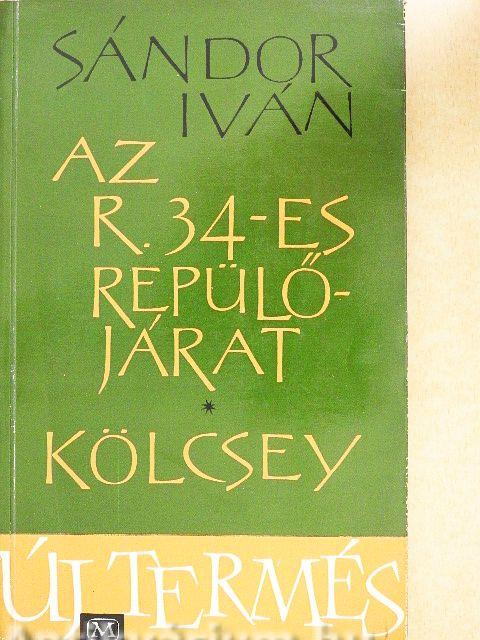 SÁNDOR
IVÁN
AZ
R. 34-ES
REPÜLŐ-
JÁRAT
*
KÖLCSEY
ÚJ TERMÉS
M